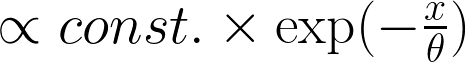 ∝ const. × exp(−x/θ)